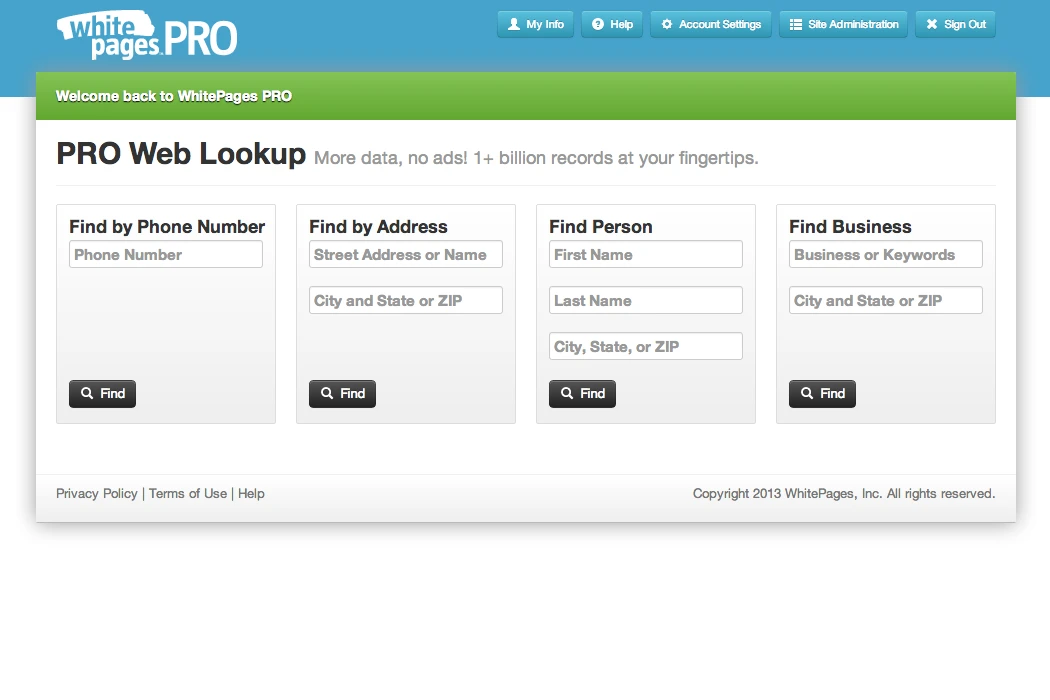 white pages.PRO
My Info
Help
Account Settings
Site Administration
Sign Out
Welcome back to WhitePages PRO
PRO Web Lookup More data, no ads! 1+ billion records at your fingertips.
Find by Phone Number
Phone Number
Find
Find by Address
Street Address or Name
City and State or ZIP
Find
Find Person
First Name
Last Name
City, State, or ZIP
Find
Find Business
Business or Keywords
City and State or ZIP
Find
Privacy Policy | Terms of Use | Help
Copyright 2013 WhitePages, Inc. All rights reserved.